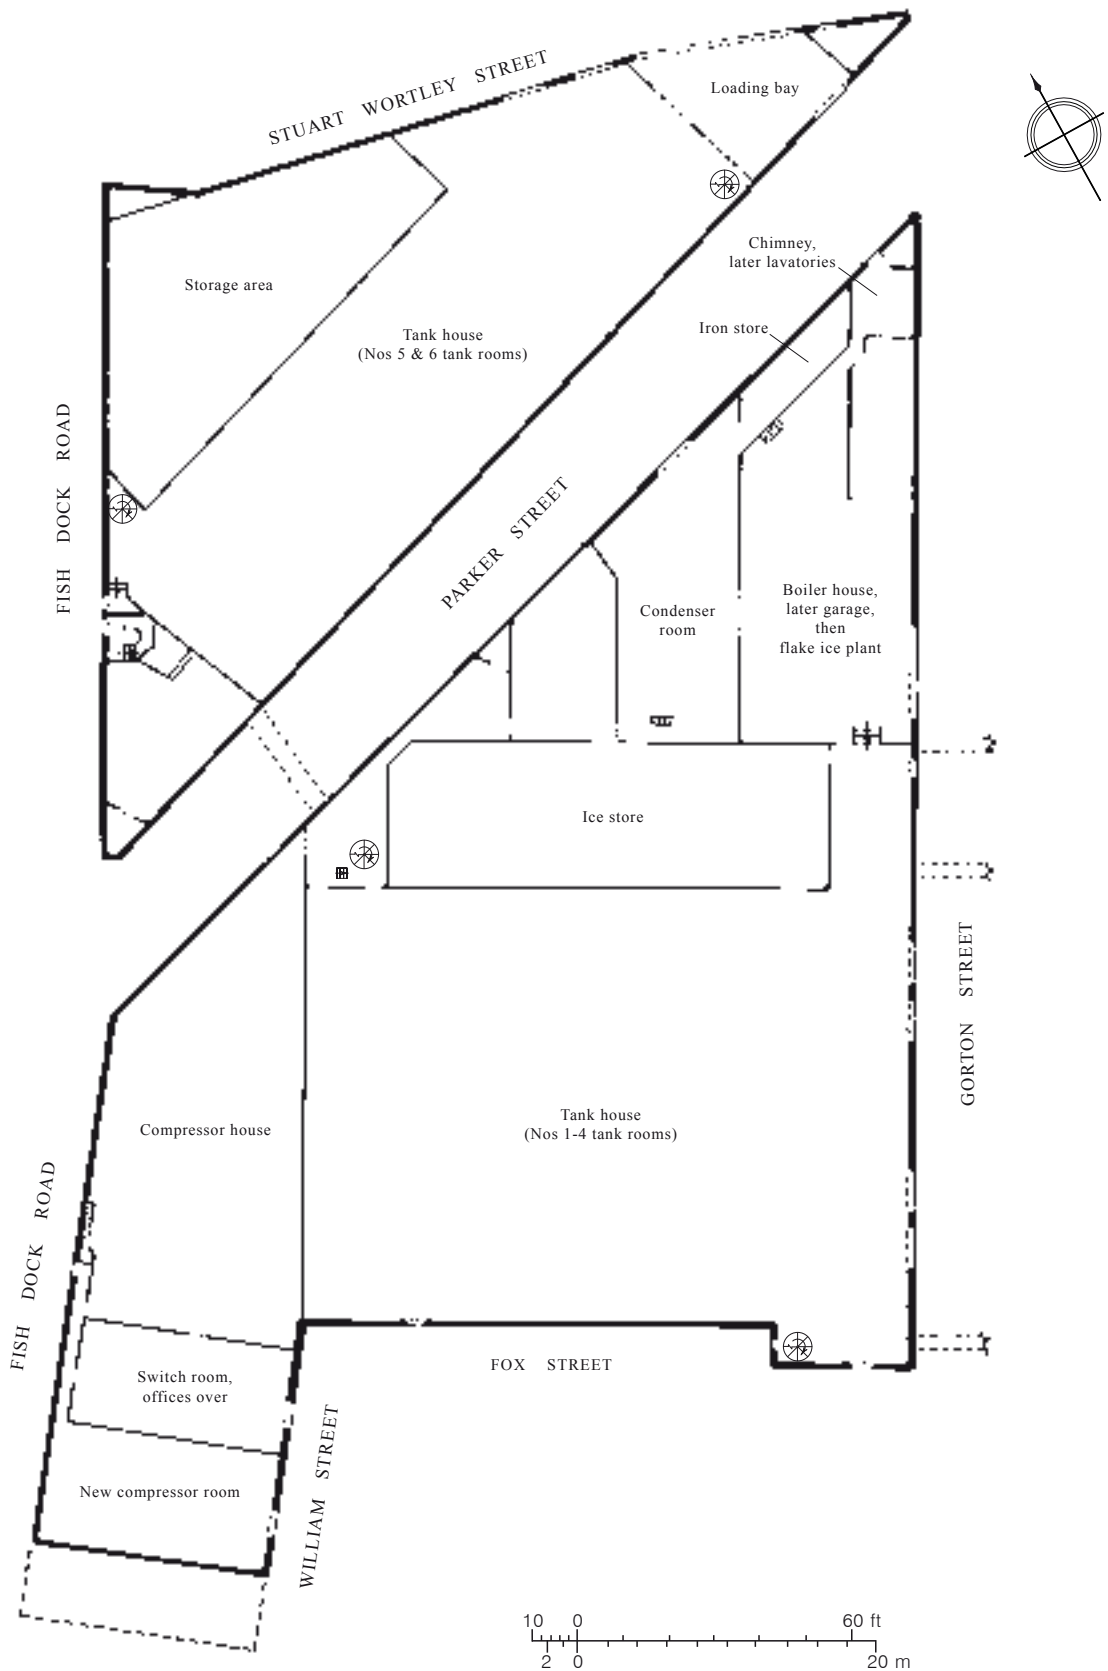 STUART WORTLEY STREET
Loading bay
Storage area
Chimney,
later lavatories
Iron store
Tank house
(Nos 5 & 6 tank rooms)
FISH DOCK ROAD
PARKER STREET
Condenser
room
Boiler house,
later garage,
then
flake ice plant
Ice store
GORTON STREET
Compressor house
Tank house
(Nos 1-4 tank rooms)
FISH DOCK ROAD
Switch room,
offices over
FOX STREET
New compressor room
WILLIAM STREET
10 0 60 ft
2 0 20 m